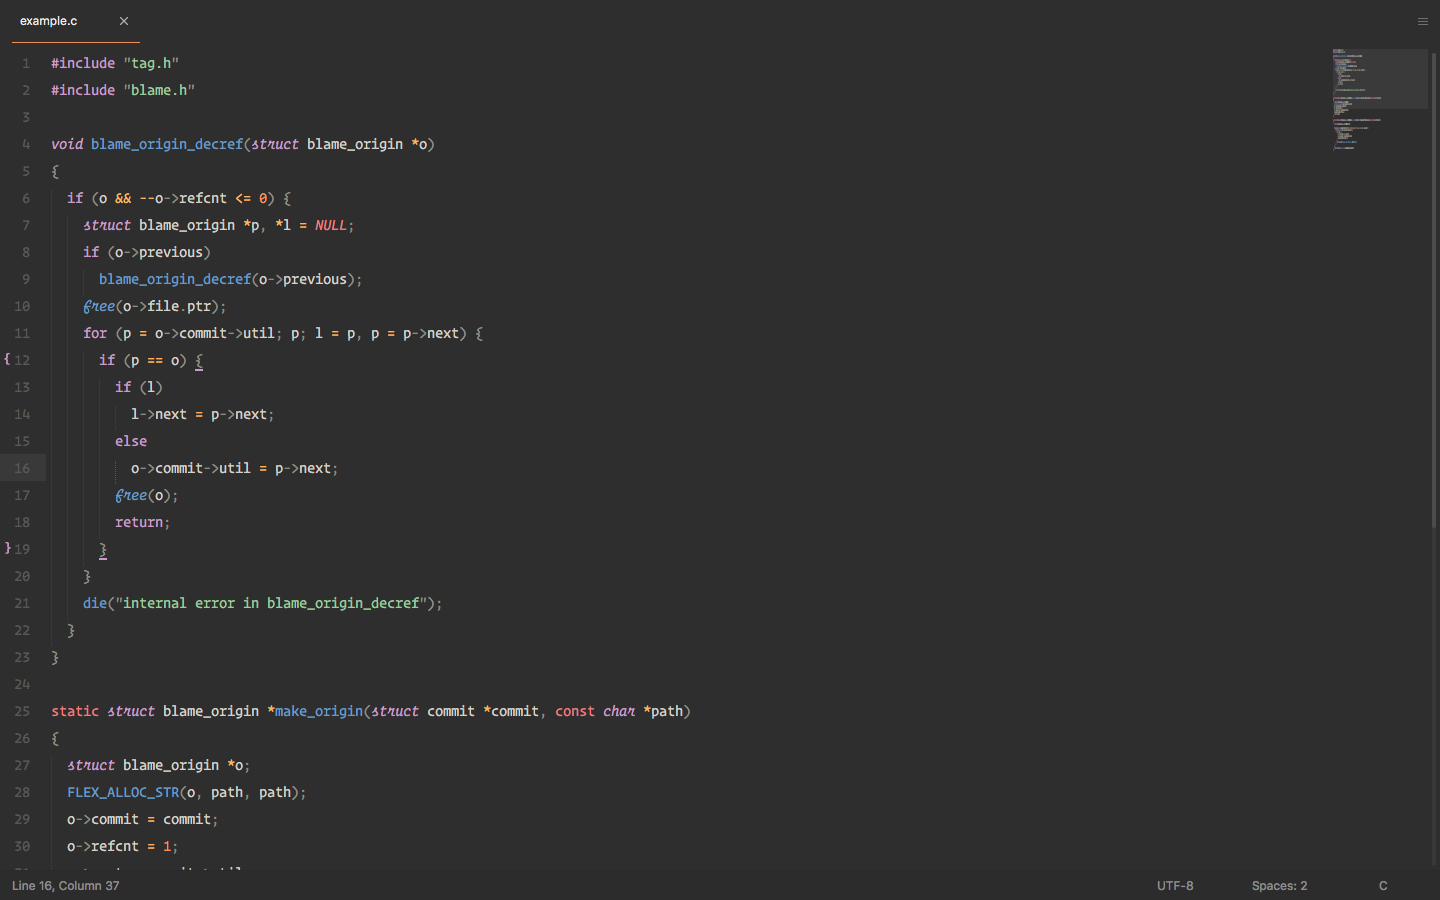 example.c ×
1 #include "tag.h"
2 #include "blame.h"
3
4 void blame_origin_decref(struct blame_origin *o)
5 {
6 if (o && --o->refcnt <= 0) {
7 struct blame_origin *p, *l = NULL;
8 if (o->previous)
9 blame_origin_decref(o->previous);
10 free(o->file.ptr);
11 for (p = o->commit->util; p; l = p, p = p->next) {
{ 12 if (p == o) {
13 if (l)
14 l->next = p->next;
15 else
16 o->commit->util = p->next;
17 free(o);
18 return;
} 19 }
20 }
21 die("internal error in blame_origin_decref");
22 }
23 }
24
25 static struct blame_origin *make_origin(struct commit *commit, const char *path)
26 {
27 struct blame_origin *o;
28 FLEX_ALLOC_STR(o, path, path);
29 o->commit = commit;
30 o->refcnt = 1;
Line 16, Column 37 UTF-8 Spaces: 2 C